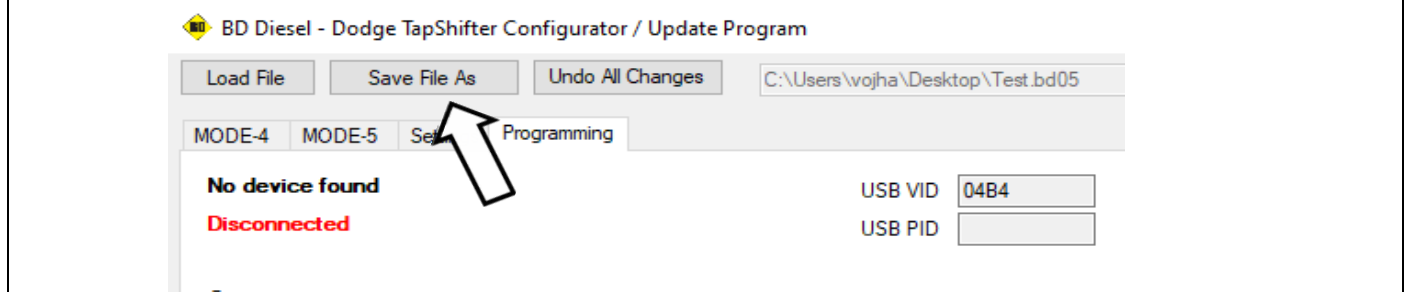 BD Diesel - Dodge TapShifter Configurator / Update Program
Load File Save File As Undo All Changes C:\Users\vojha\Desktop\Test.bd05
MODE-4 MODE-5 Programming
No device found USB VID 04B4
Disconnected USB PID